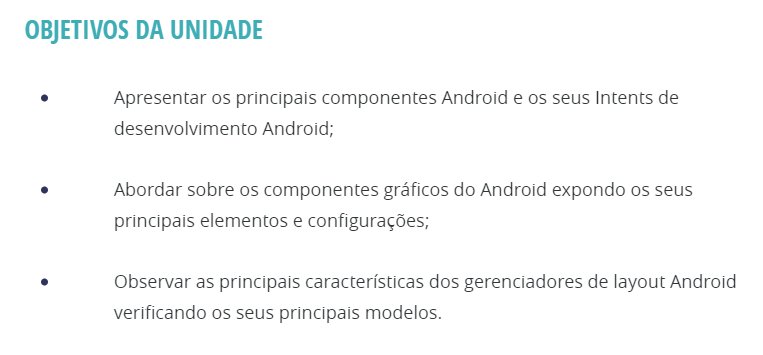 OBJETIVOS DA UNIDADE
• Apresentar os principais componentes Android e os seus Intents de
desenvolvimento Android;
• Abordar sobre os componentes gráficos do Android expondo os seus
principais elementos e configurações;
• Observar as principais características dos gerenciadores de layout Android
verificando os seus principais modelos.